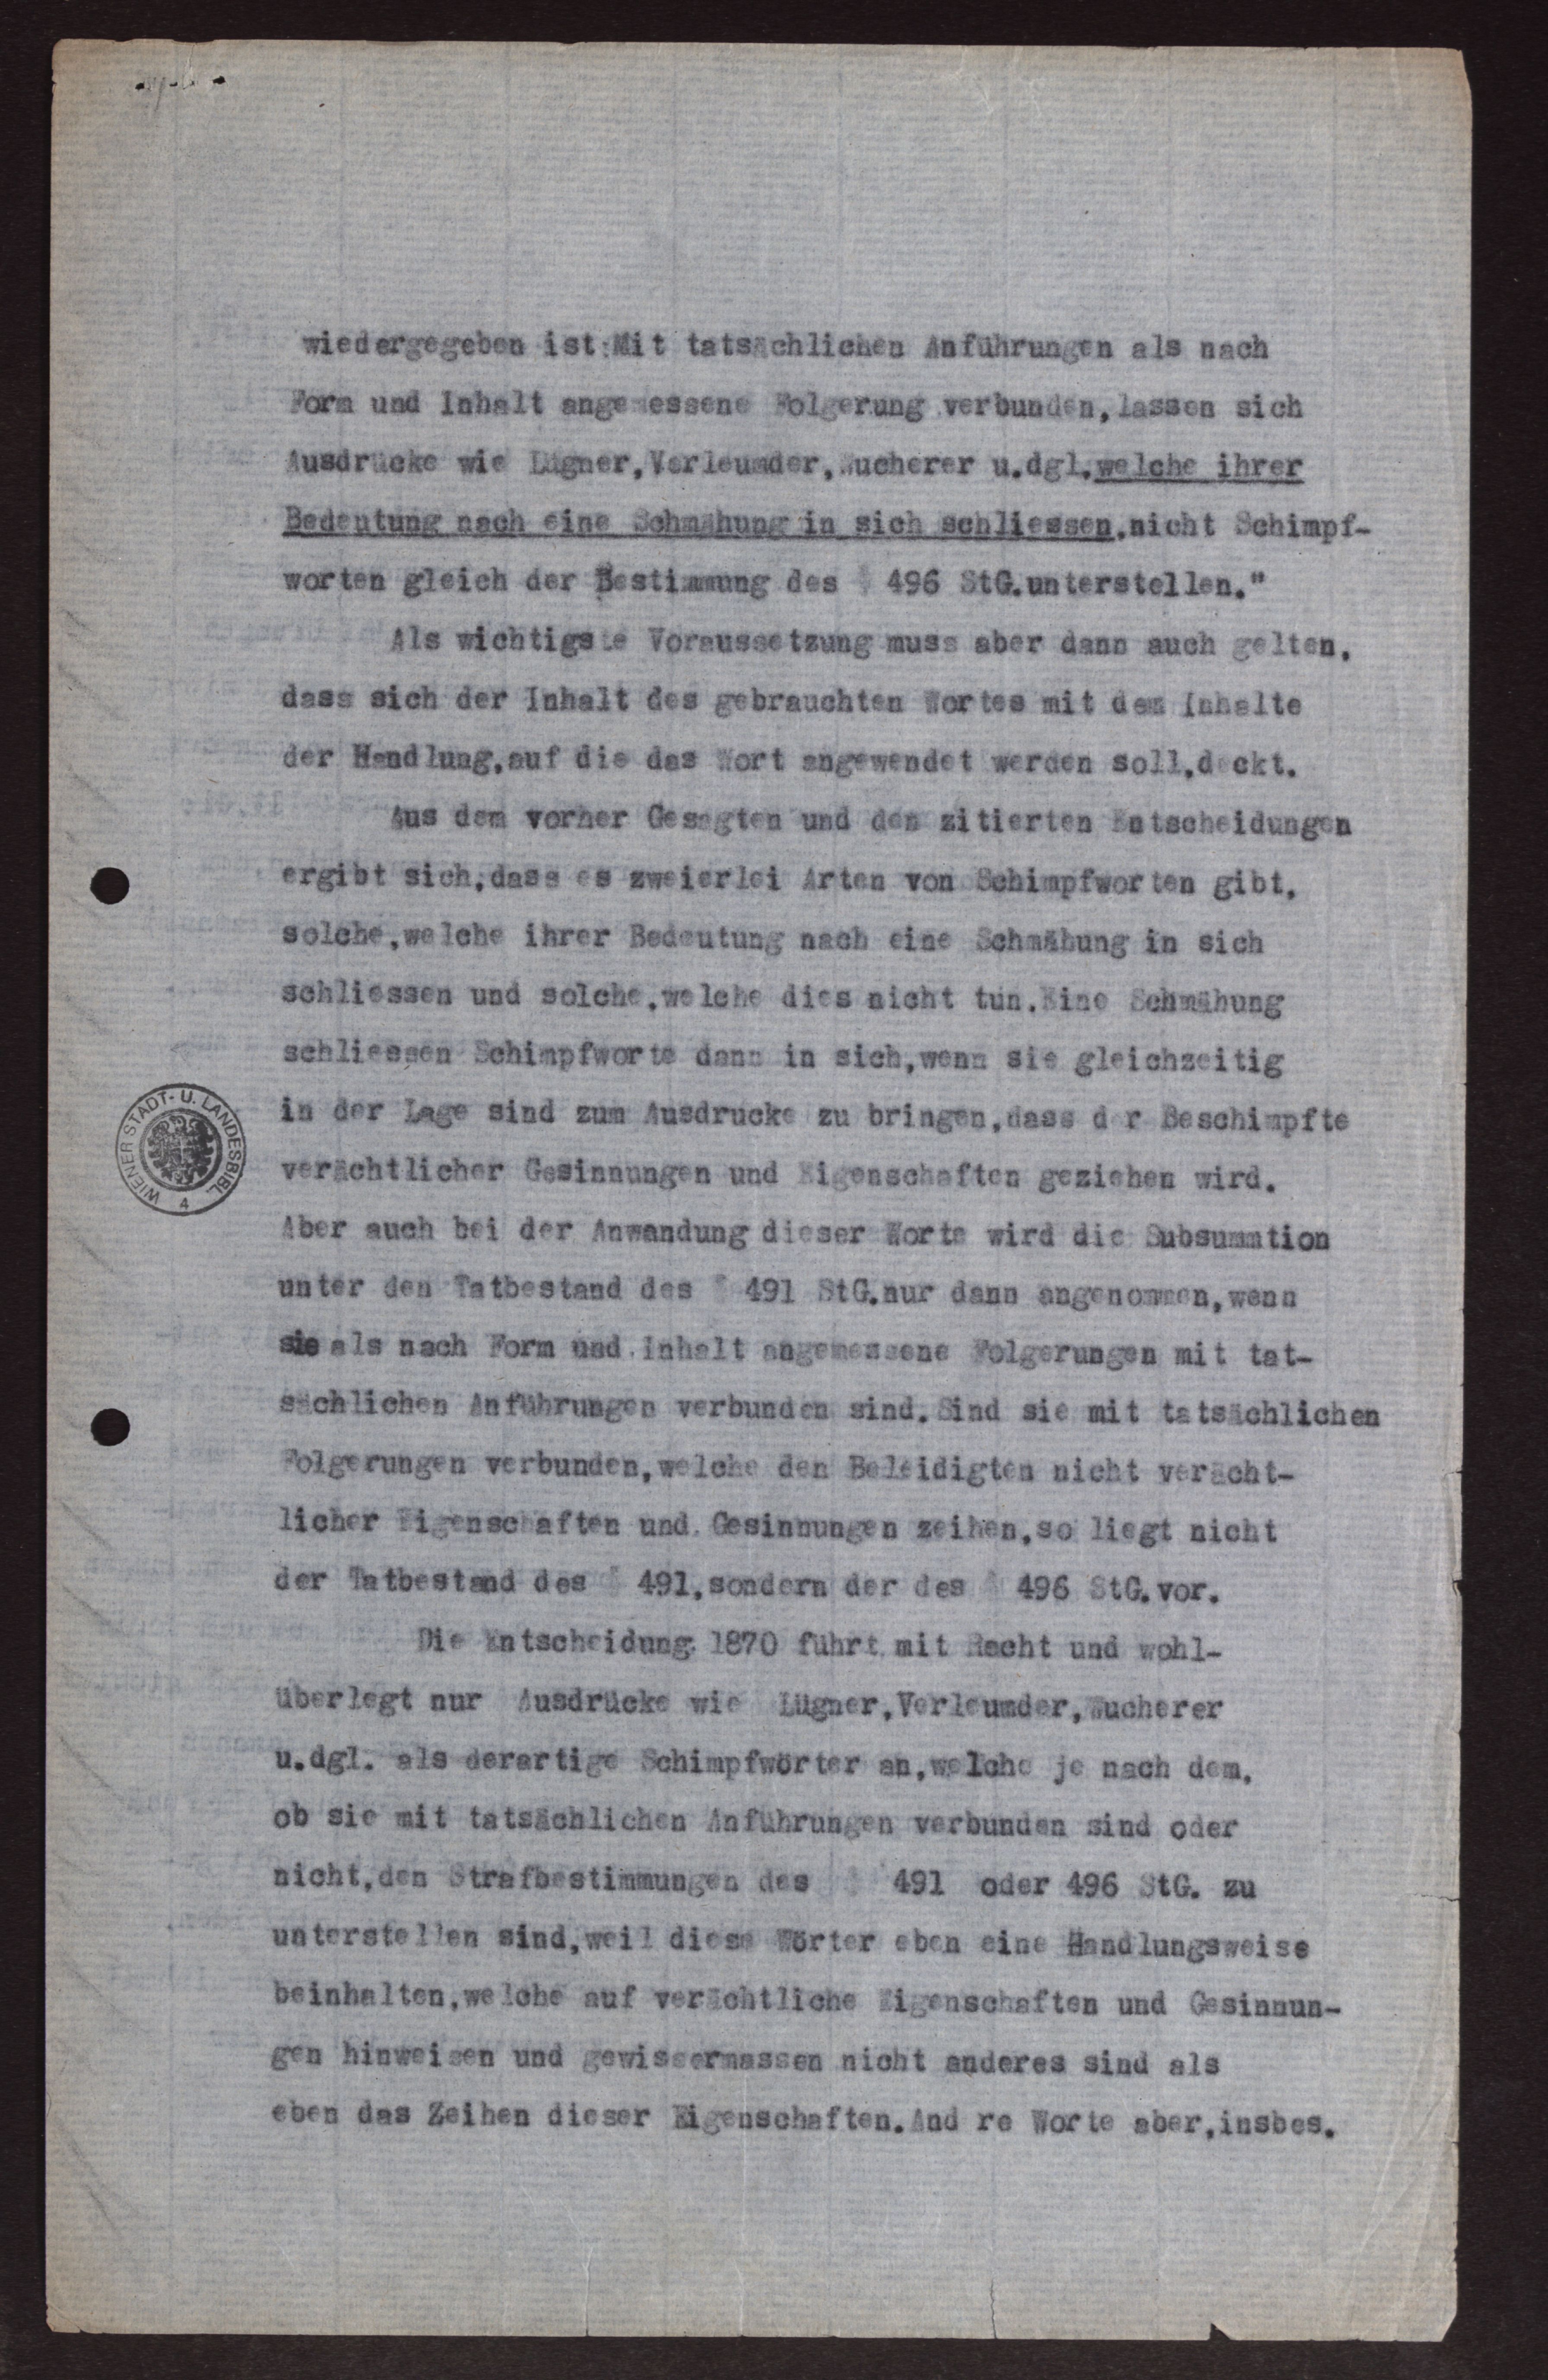 -4-
wiedergegeben ist:Mit tatsächlichen Anführungen als nach
Form und Inhalt angemessene Folgerung verbunden,lassen sich
Ausdrücke wie Lügner,Verleumder,Wucherer u.dgl.welche ihrer
Bedeutung nach eine Schmähung in sich schliessen,nicht Schimpf-
worten gleich der Bestimmung des § 496 StG.unterstellen."
Als wichtigste Voraussetzung muss aber dann auch gelten,
dass sich der Inhalt des gebrauchten Wortes mit dem Inhalte
der Handlung,auf die das Wort angewendet werden soll,deckt.
Aus dem vorher Gesagten und den zitierten Entscheidungen
ergibt sich,dass es zweierlei Arten von Schimpfworten gibt,
solche,welche ihrer Bedeutung nach eine Schmähung in sich
schliessen und solche,welche dies nicht tun.Eine Schmähung
schliessen Schimpfworte dann in sich,wenn sie gleichzeitig
in der Lage sind zum Ausdrucke zu bringen,dass d r Beschimpfte
verächtlicher Gesinnungen und Eigenschaften geziehen wird.
Aber auch bei der Anwandung dieser Worte wird die Subsummtion
unter den Tatbestand des § 491 StG.nur dann angenommen,wenn
sie als nach Form und inhalt angemessene Folgerungen mit tat-
sächlichen Anführungen verbunden sind.Sind sie mit tatsächlichen
Folgerungen verbunden,welche den Beleidigten nicht verächt-
licher Eigenschaften und Gesinnungen zeihen,so liegt nicht
der Tatbestand des § 491,sondern der des § 496 StG.vor.
Die Entscheidung 1870 führt mit Recht und wohl-
überlegt nur Ausdrücke wie Lügner,Verleumder,Wucherer
u.dgl. als derartige Schimpfwörter an,welche je nach dem,
ob sie mit tatsächlichen Anführungen verbunden sind oder
nicht,den Strafbestimmungen des § 491 oder 496 StG. zu
unterstellen sind,weil diese Wörter eben eine Handlungsweise
beinhalten,welche auf verächtliche Eigenschaften und Gesinnun-
gen hinweisen und gewissermassen nicht anderes sind als
eben das Zeihen dieser Eigenschaften.And re Worte aber,insbes.
WIENER STADT- U. LANDESBIBL.
4